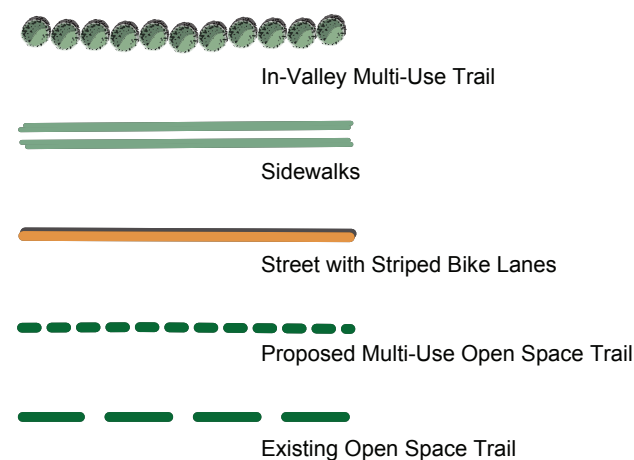 In-Valley Multi-Use Trail
Sidewalks
Street with Striped Bike Lanes
Proposed Multi-Use Open Space Trail
Existing Open Space Trail